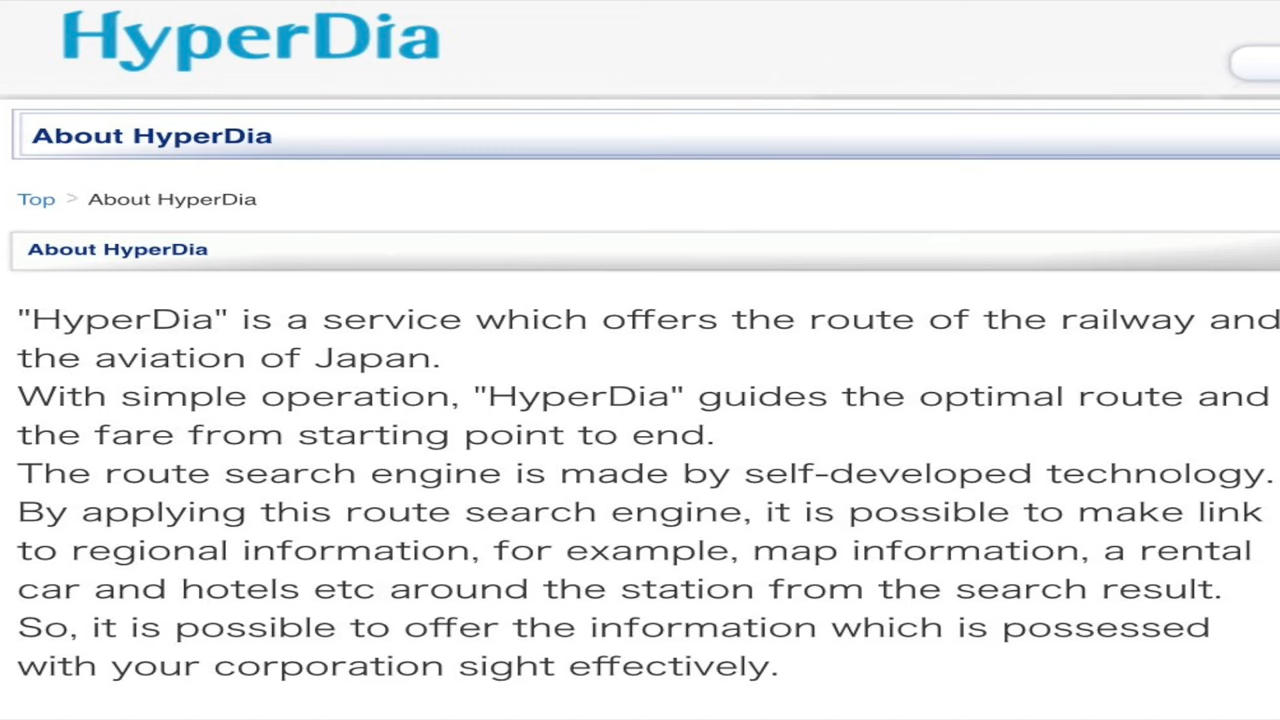 HyperDia
About HyperDia
Top > About HyperDia
About HyperDia
"HyperDia" is a service which offers the route of the railway and
the aviation of Japan.
With simple operation, "HyperDia" guides the optimal route and
the fare from starting point to end.
The route search engine is made by self-developed technology.
By applying this route search engine, it is possible to make link
to regional information, for example, map information, a rental
car and hotels etc around the station from the search result.
So, it is possible to offer the information which is possessed
with your corporation sight effectively.